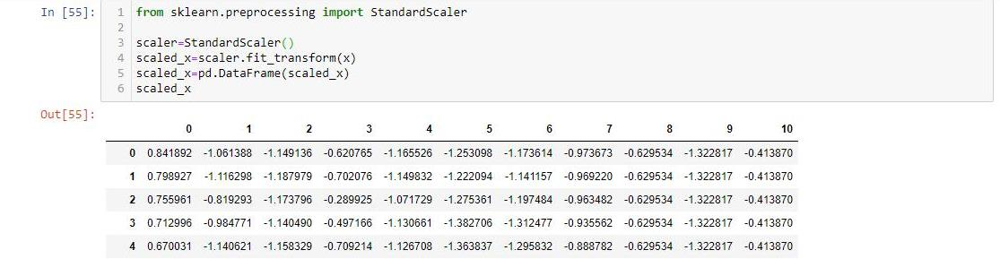 In [55]:
1 from sklearn.preprocessing import StandardScaler
2
3 scaler=StandardScaler()
4 scaled_x=scaler.fit_transform(x)
5 scaled_x=pd.DataFrame(scaled_x)
6 scaled_x
Out[55]:
0 1 2 3 4 5 6 7 8 9 10
0 0.841892 -1.061388 -1.149136 -0.620765 -1.165526 -1.253098 -1.173614 -0.973673 -0.629534 -1.322817 -0.413870
1 0.798927 -1.116298 -1.187979 -0.702076 -1.149832 -1.222094 -1.141157 -0.969220 -0.629534 -1.322817 -0.413870
2 0.755961 -0.819293 -1.173796 -0.289925 -1.071729 -1.275361 -1.197484 -0.963482 -0.629534 -1.322817 -0.413870
3 0.712996 -0.984771 -1.140490 -0.497166 -1.130661 -1.382706 -1.312477 -0.935562 -0.629534 -1.322817 -0.413870
4 0.670031 -1.140621 -1.158329 -0.709214 -1.126708 -1.363837 -1.295832 -0.888782 -0.629534 -1.322817 -0.413870